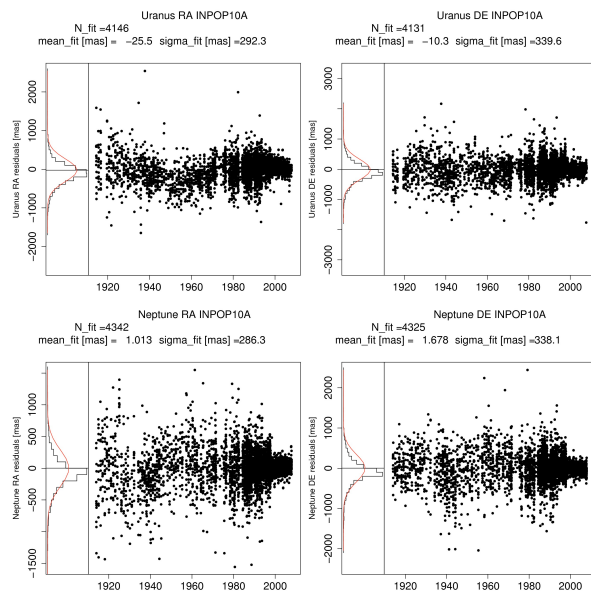 Uranus RA INPOP10A
N_fit =4146
mean_fit [mas] = −25.5 sigma_fit [mas] =292.3
Uranus RA residuals [mas]
2000
1000
0
−1000
−2000
1920 1940 1960 1980 2000
Uranus DE INPOP10A
N_fit =4131
mean_fit [mas] = −10.3 sigma_fit [mas] =339.6
Uranus DE residuals [mas]
3000
1000
0
−1000
−3000
1920 1940 1960 1980 2000
Neptune RA INPOP10A
N_fit =4342
mean_fit [mas] = 1.013 sigma_fit [mas] =286.3
Neptune RA residuals [mas]
1000
500
0
−500
−1500
1920 1940 1960 1980 2000
Neptune DE INPOP10A
N_fit =4325
mean_fit [mas] = 1.678 sigma_fit [mas] =338.1
Neptune DE residuals [mas]
2000
1000
0
−1000
−2000
1920 1940 1960 1980 2000